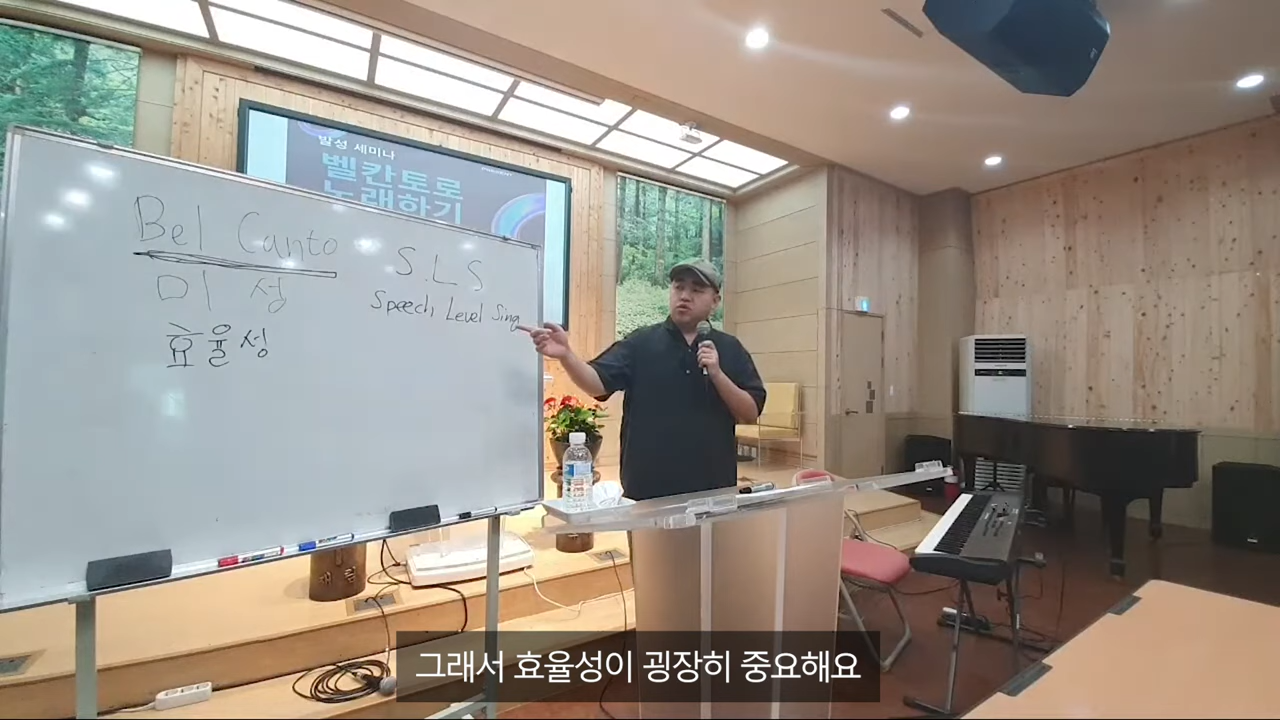 발성 세미나
벨칸토로
노래하기
Bel Canto
미성
효율성
S.L.S
Speech Level Sing
그래서 효율성이 굉장히 중요해요